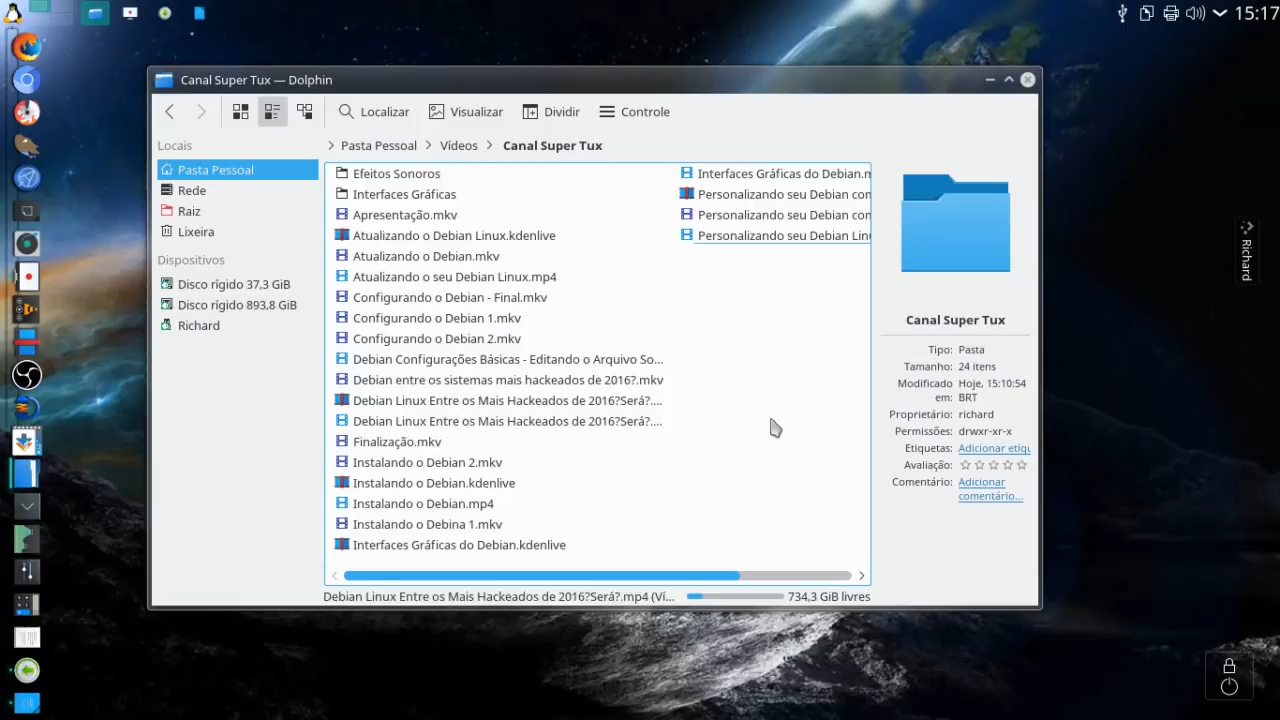 15:17
Canal Super Tux — Dolphin
Localizar
Visualizar
Dividir
Controle
Locais
Pasta Pessoal
Rede
Raiz
Lixeira
Dispositivos
Disco rígido 37,3 GiB
Disco rígido 893,8 GiB
Richard
Pasta Pessoal
Vídeos
Canal Super Tux
Efeitos Sonoros
Interfaces Gráficas
Apresentação.mkv
Atualizando o Debian Linux.kdenlive
Atualizando o Debian.mkv
Atualizando o seu Debian Linux.mp4
Configurando o Debian - Final.mkv
Configurando o Debian 1.mkv
Configurando o Debian 2.mkv
Debian Configurações Básicas - Editando o Arquivo So...
Debian entre os sistemas mais hackeados de 2016?.mkv
Debian Linux Entre os Mais Hackeados de 2016?Será?....
Debian Linux Entre os Mais Hackeados de 2016?Será?....
Finalização.mkv
Instalando o Debian 2.mkv
Instalando o Debian.kdenlive
Instalando o Debian.mp4
Instalando o Debina 1.mkv
Interfaces Gráficas do Debian.kdenlive
Interfaces Gráficas do Debian.m
Personalizando seu Debian con
Personalizando seu Debian con
Personalizando seu Debian Linu
Canal Super Tux
Tipo: Pasta
Tamanho: 24 itens
Modificado em: Hoje, 15:10:54 BRT
Proprietário: richard
Permissões: drwxr-xr-x
Etiquetas: Adicionar etiqu
Avaliação:
Comentário: Adicionar comentário...
Debian Linux Entre os Mais Hackeados de 2016?Será?.mp4 (Ví...
734,3 GiB livres
Richard